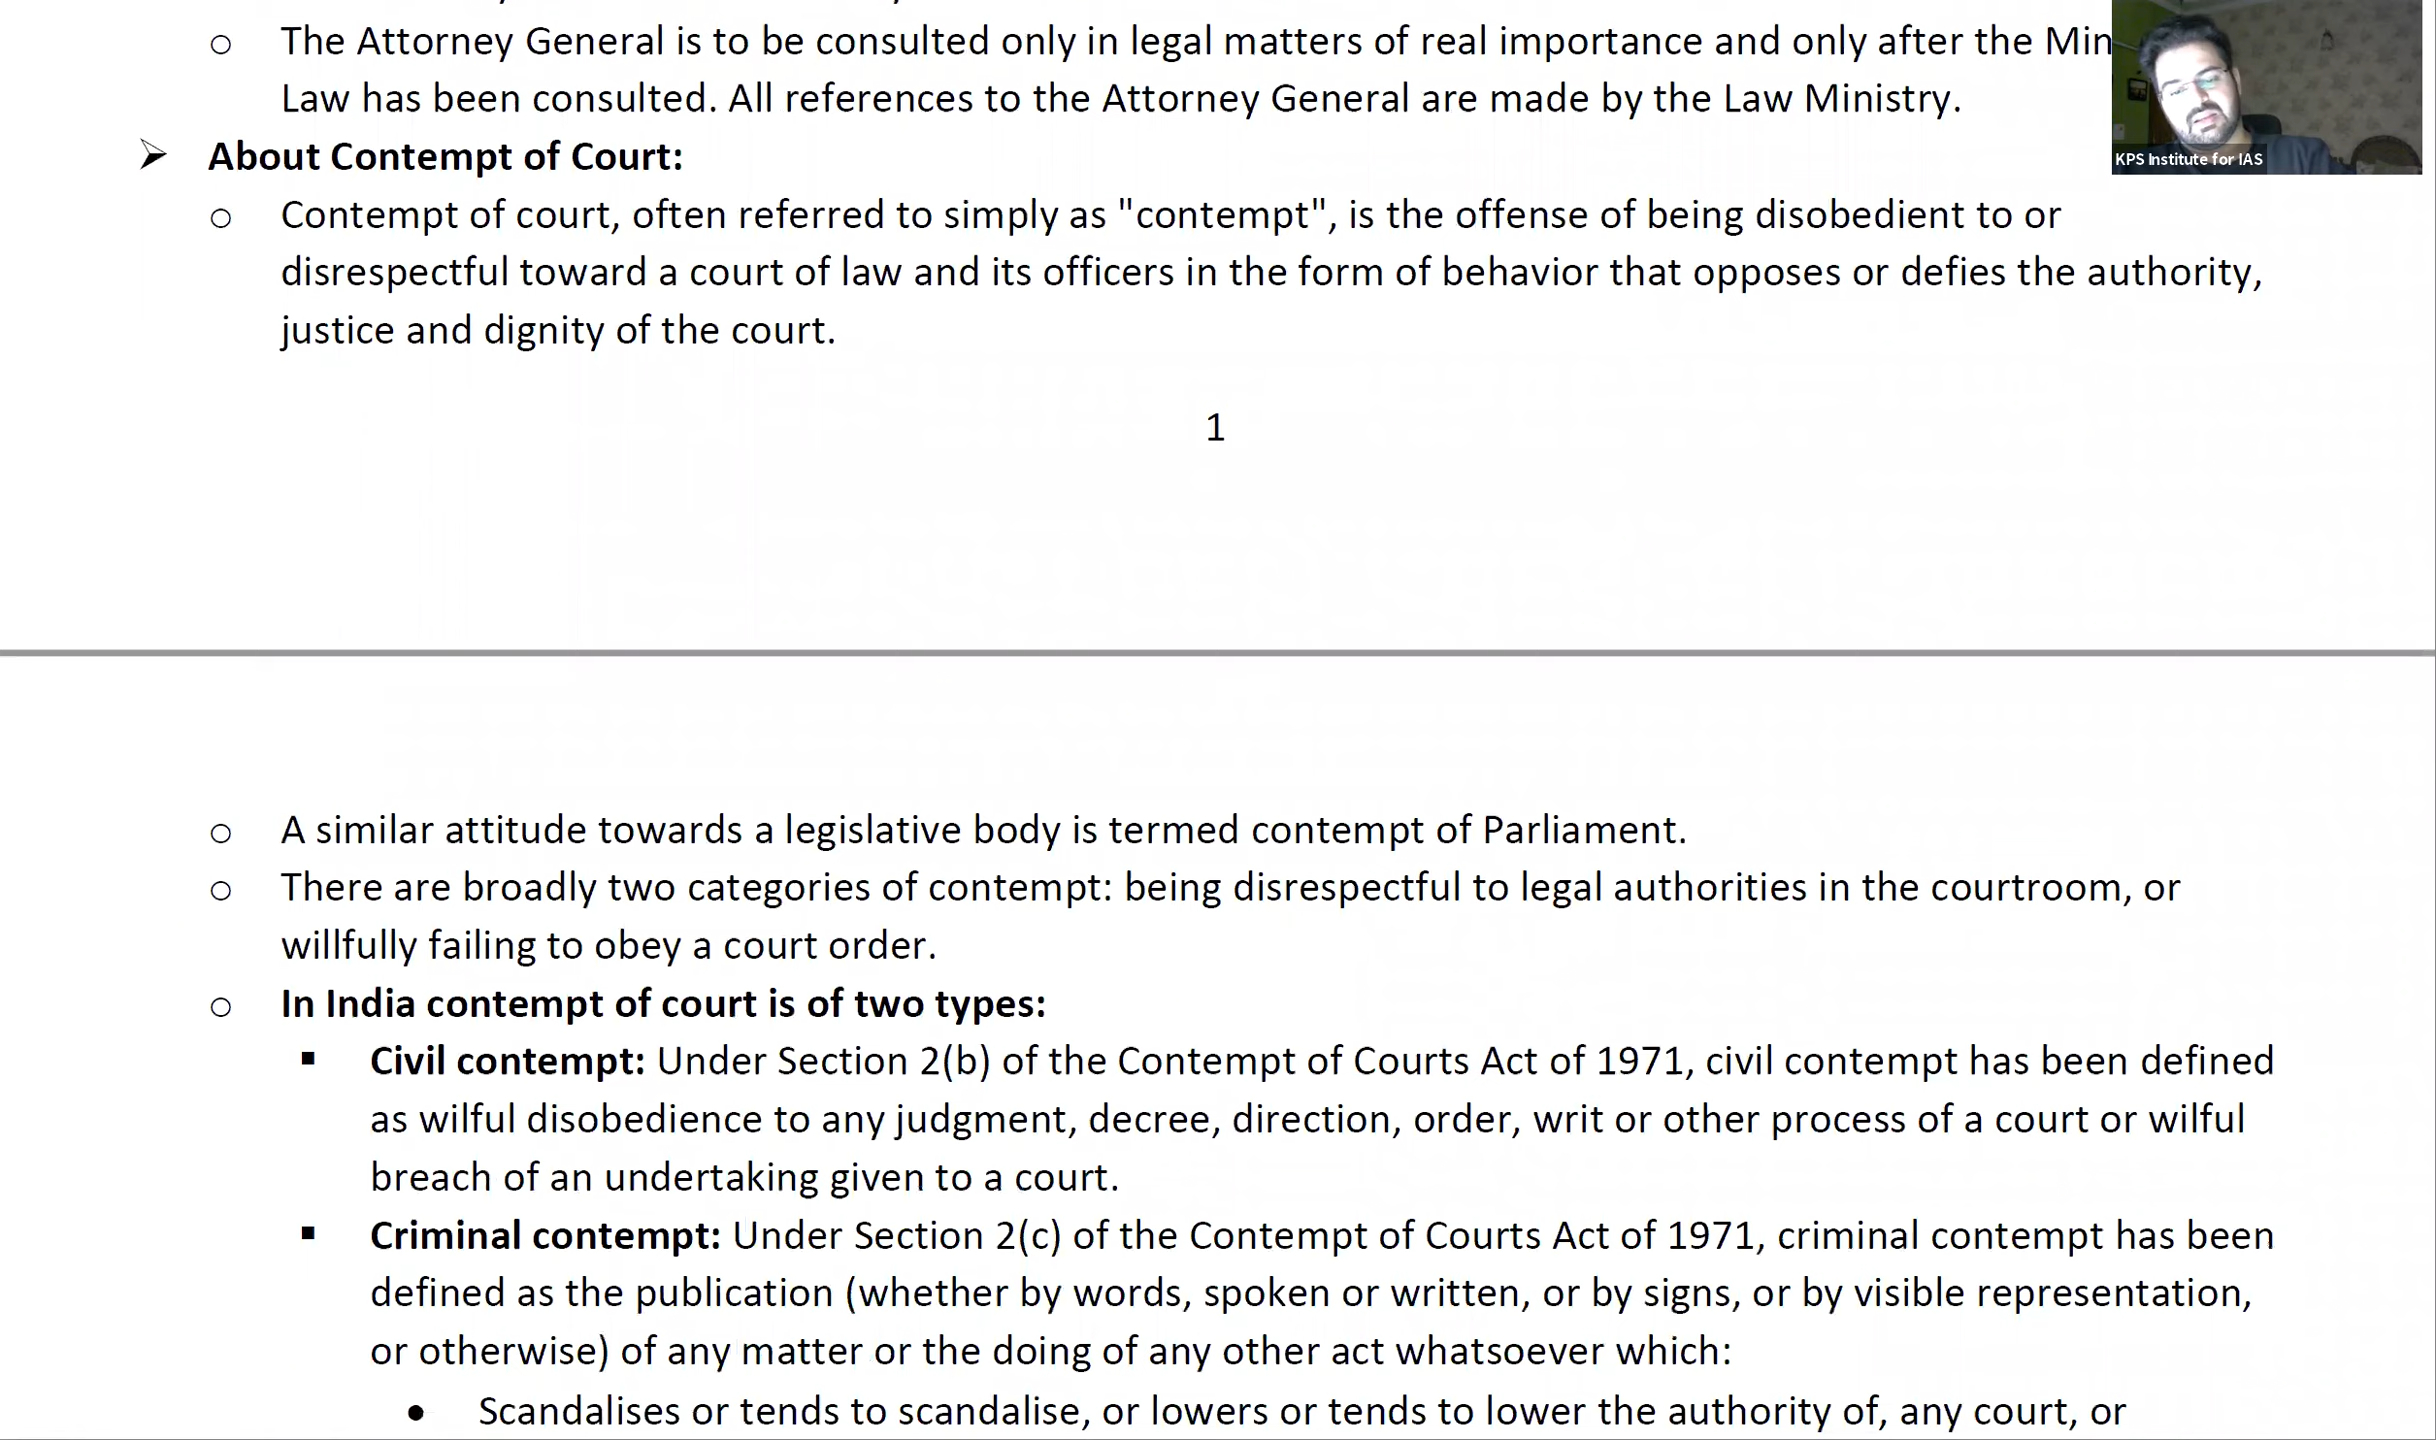 ○ The Attorney General is to be consulted only in legal matters of real importance and only after the
Law has been consulted. All references to the Attorney General are made by the Law Ministry.
KPS Institute for IAS
➢ About Contempt of Court:
○ Contempt of court, often referred to simply as "contempt", is the offense of being disobedient to or
disrespectful toward a court of law and its officers in the form of behavior that opposes or defies the authority,
justice and dignity of the court.
1
○ A similar attitude towards a legislative body is termed contempt of Parliament.
○ There are broadly two categories of contempt: being disrespectful to legal authorities in the courtroom, or
willfully failing to obey a court order.
○ In India contempt of court is of two types:
▪ Civil contempt: Under Section 2(b) of the Contempt of Courts Act of 1971, civil contempt has been defined
as wilful disobedience to any judgment, decree, direction, order, writ or other process of a court or wilful
breach of an undertaking given to a court.
▪ Criminal contempt: Under Section 2(c) of the Contempt of Courts Act of 1971, criminal contempt has been
defined as the publication (whether by words, spoken or written, or by signs, or by visible representation,
or otherwise) of any matter or the doing of any other act whatsoever which:
• Scandalises or tends to scandalise, or lowers or tends to lower the authority of, any court, or